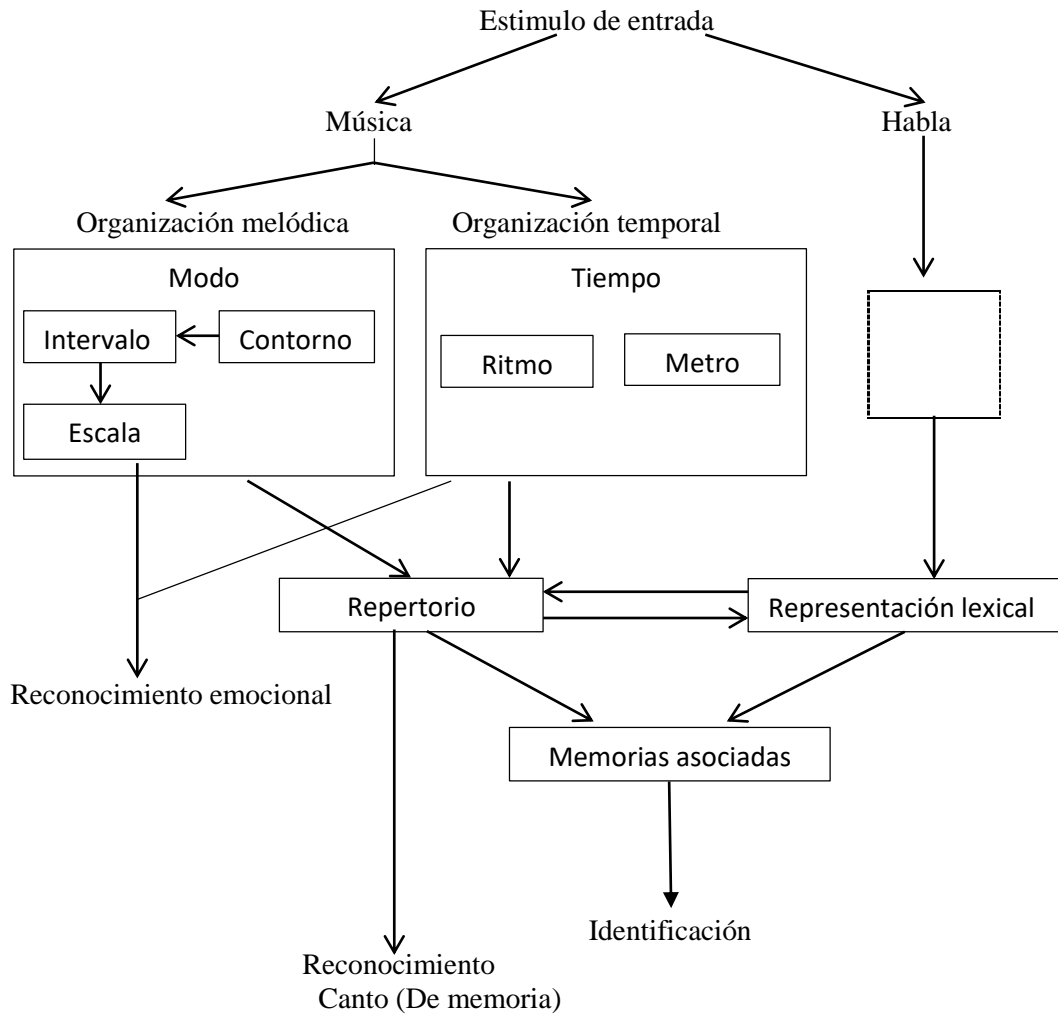 Estimulo de entrada
Música
Habla
Organización melódica
Organización temporal
Modo
Tiempo
Intervalo
Contorno
Ritmo
Metro
Escala
Repertorio
Representación lexical
Reconocimiento emocional
Memorias asociadas
Identificación
Reconocimiento
Canto (De memoria)